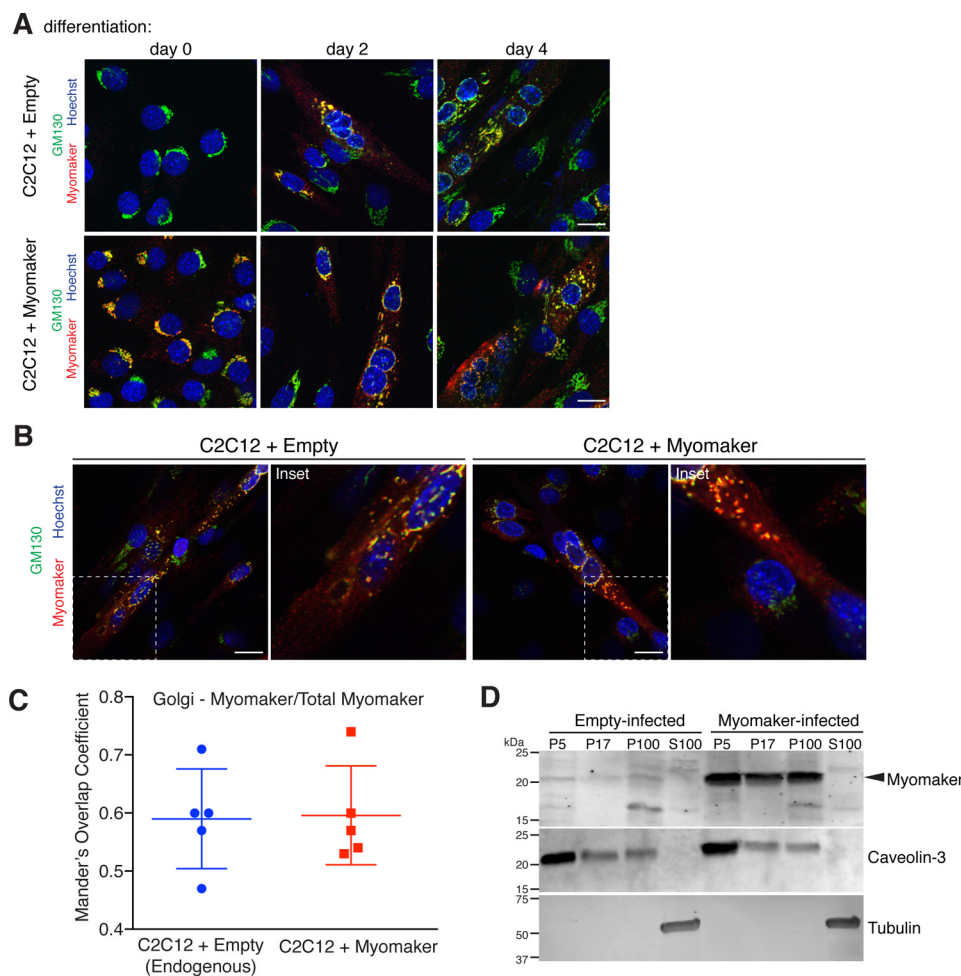 A differentiation:
day 0 day 2 day 4
C2C12 + Empty
Myomaker GM130 Hoechst
C2C12 + Myomaker
Myomaker GM130 Hoechst
B
C2C12 + Empty C2C12 + Myomaker
Inset Inset
Myomaker GM130 Hoechst
C
Golgi - Myomaker/Total Myomaker
Mander's Overlap Coefficient
0.8
0.7
0.6
0.5
0.4
C2C12 + Empty
(Endogenous)
C2C12 + Myomaker
D
Empty-infected Myomaker-infected
kDa P5 P17 P100 S100 P5 P17 P100 S100
25
20 Myomaker
15
25
20 Caveolin-3
15
75
50 Tubulin
37